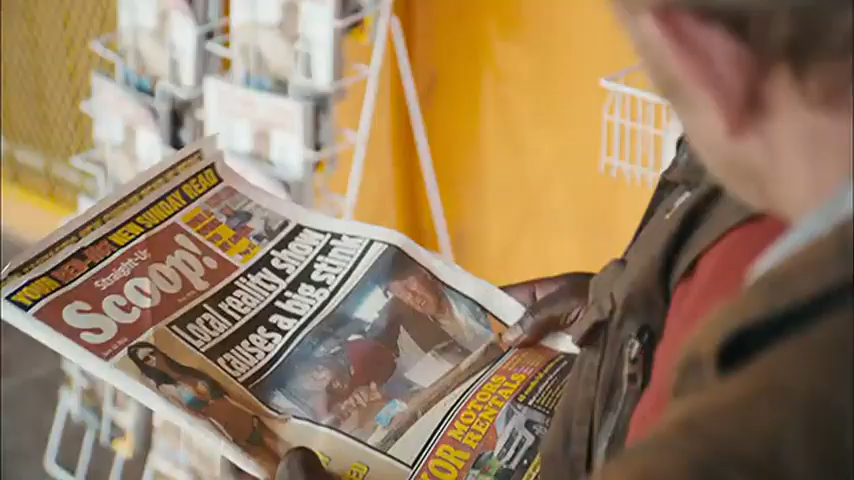 YOUR RED-HOT NEW SUNDAY READ
Straight-Up
Scoop!
Local reality show
causes a big stink
MOTORS
RENTALS